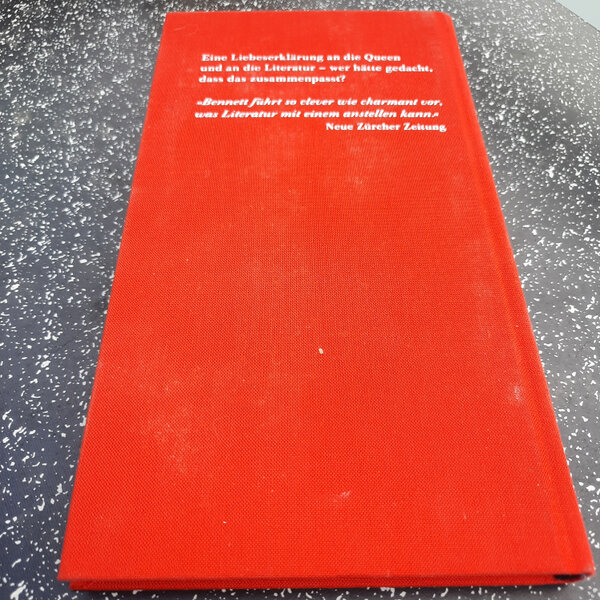 Eine Liebeserklärung an die Queen
und an die Literatur – wer hätte gedacht,
dass das zusammenpasst?
»Bennett führt so clever wie charmant vor,
was Literatur mit einem anstellen kann.«
Neue Zürcher Zeitung